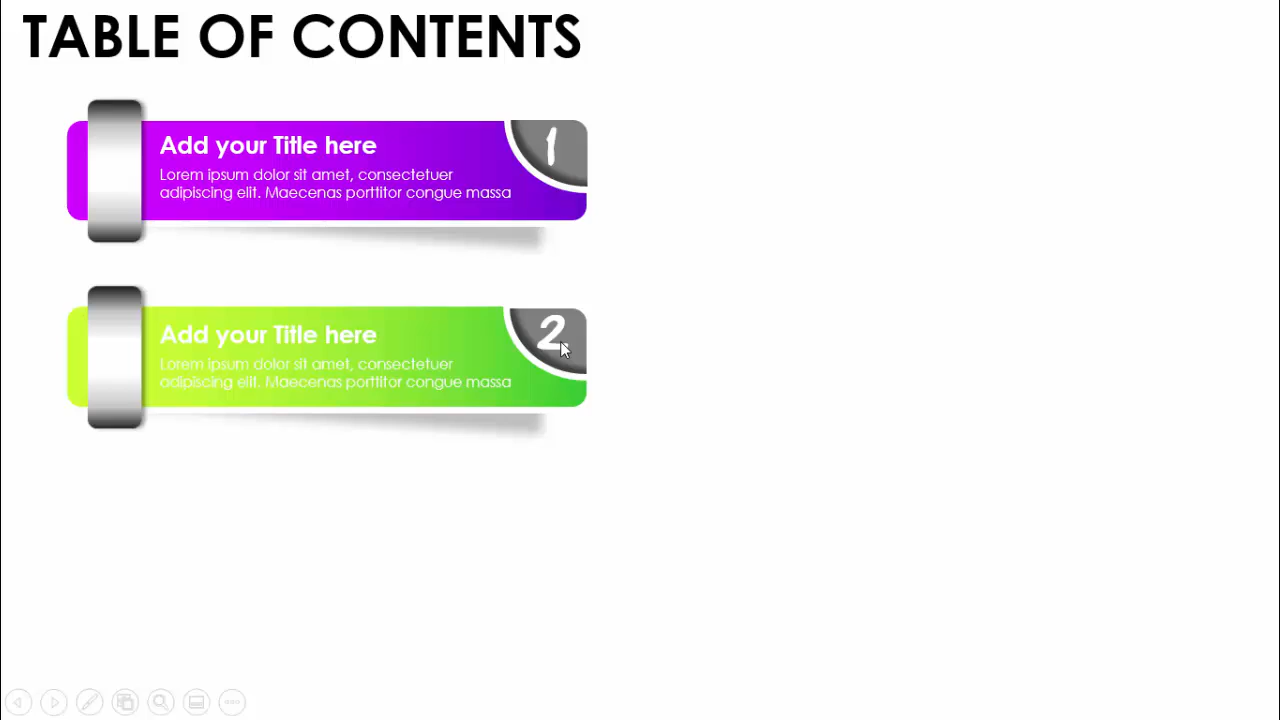 TABLE OF CONTENTS
Add your Title here
1
Lorem ipsum dolor sit amet, consectetuer
adipiscing elit. Maecenas porttitor congue massa
Add your Title here
2
Lorem ipsum dolor sit amet, consectetuer
adipiscing elit. Maecenas porttitor congue massa